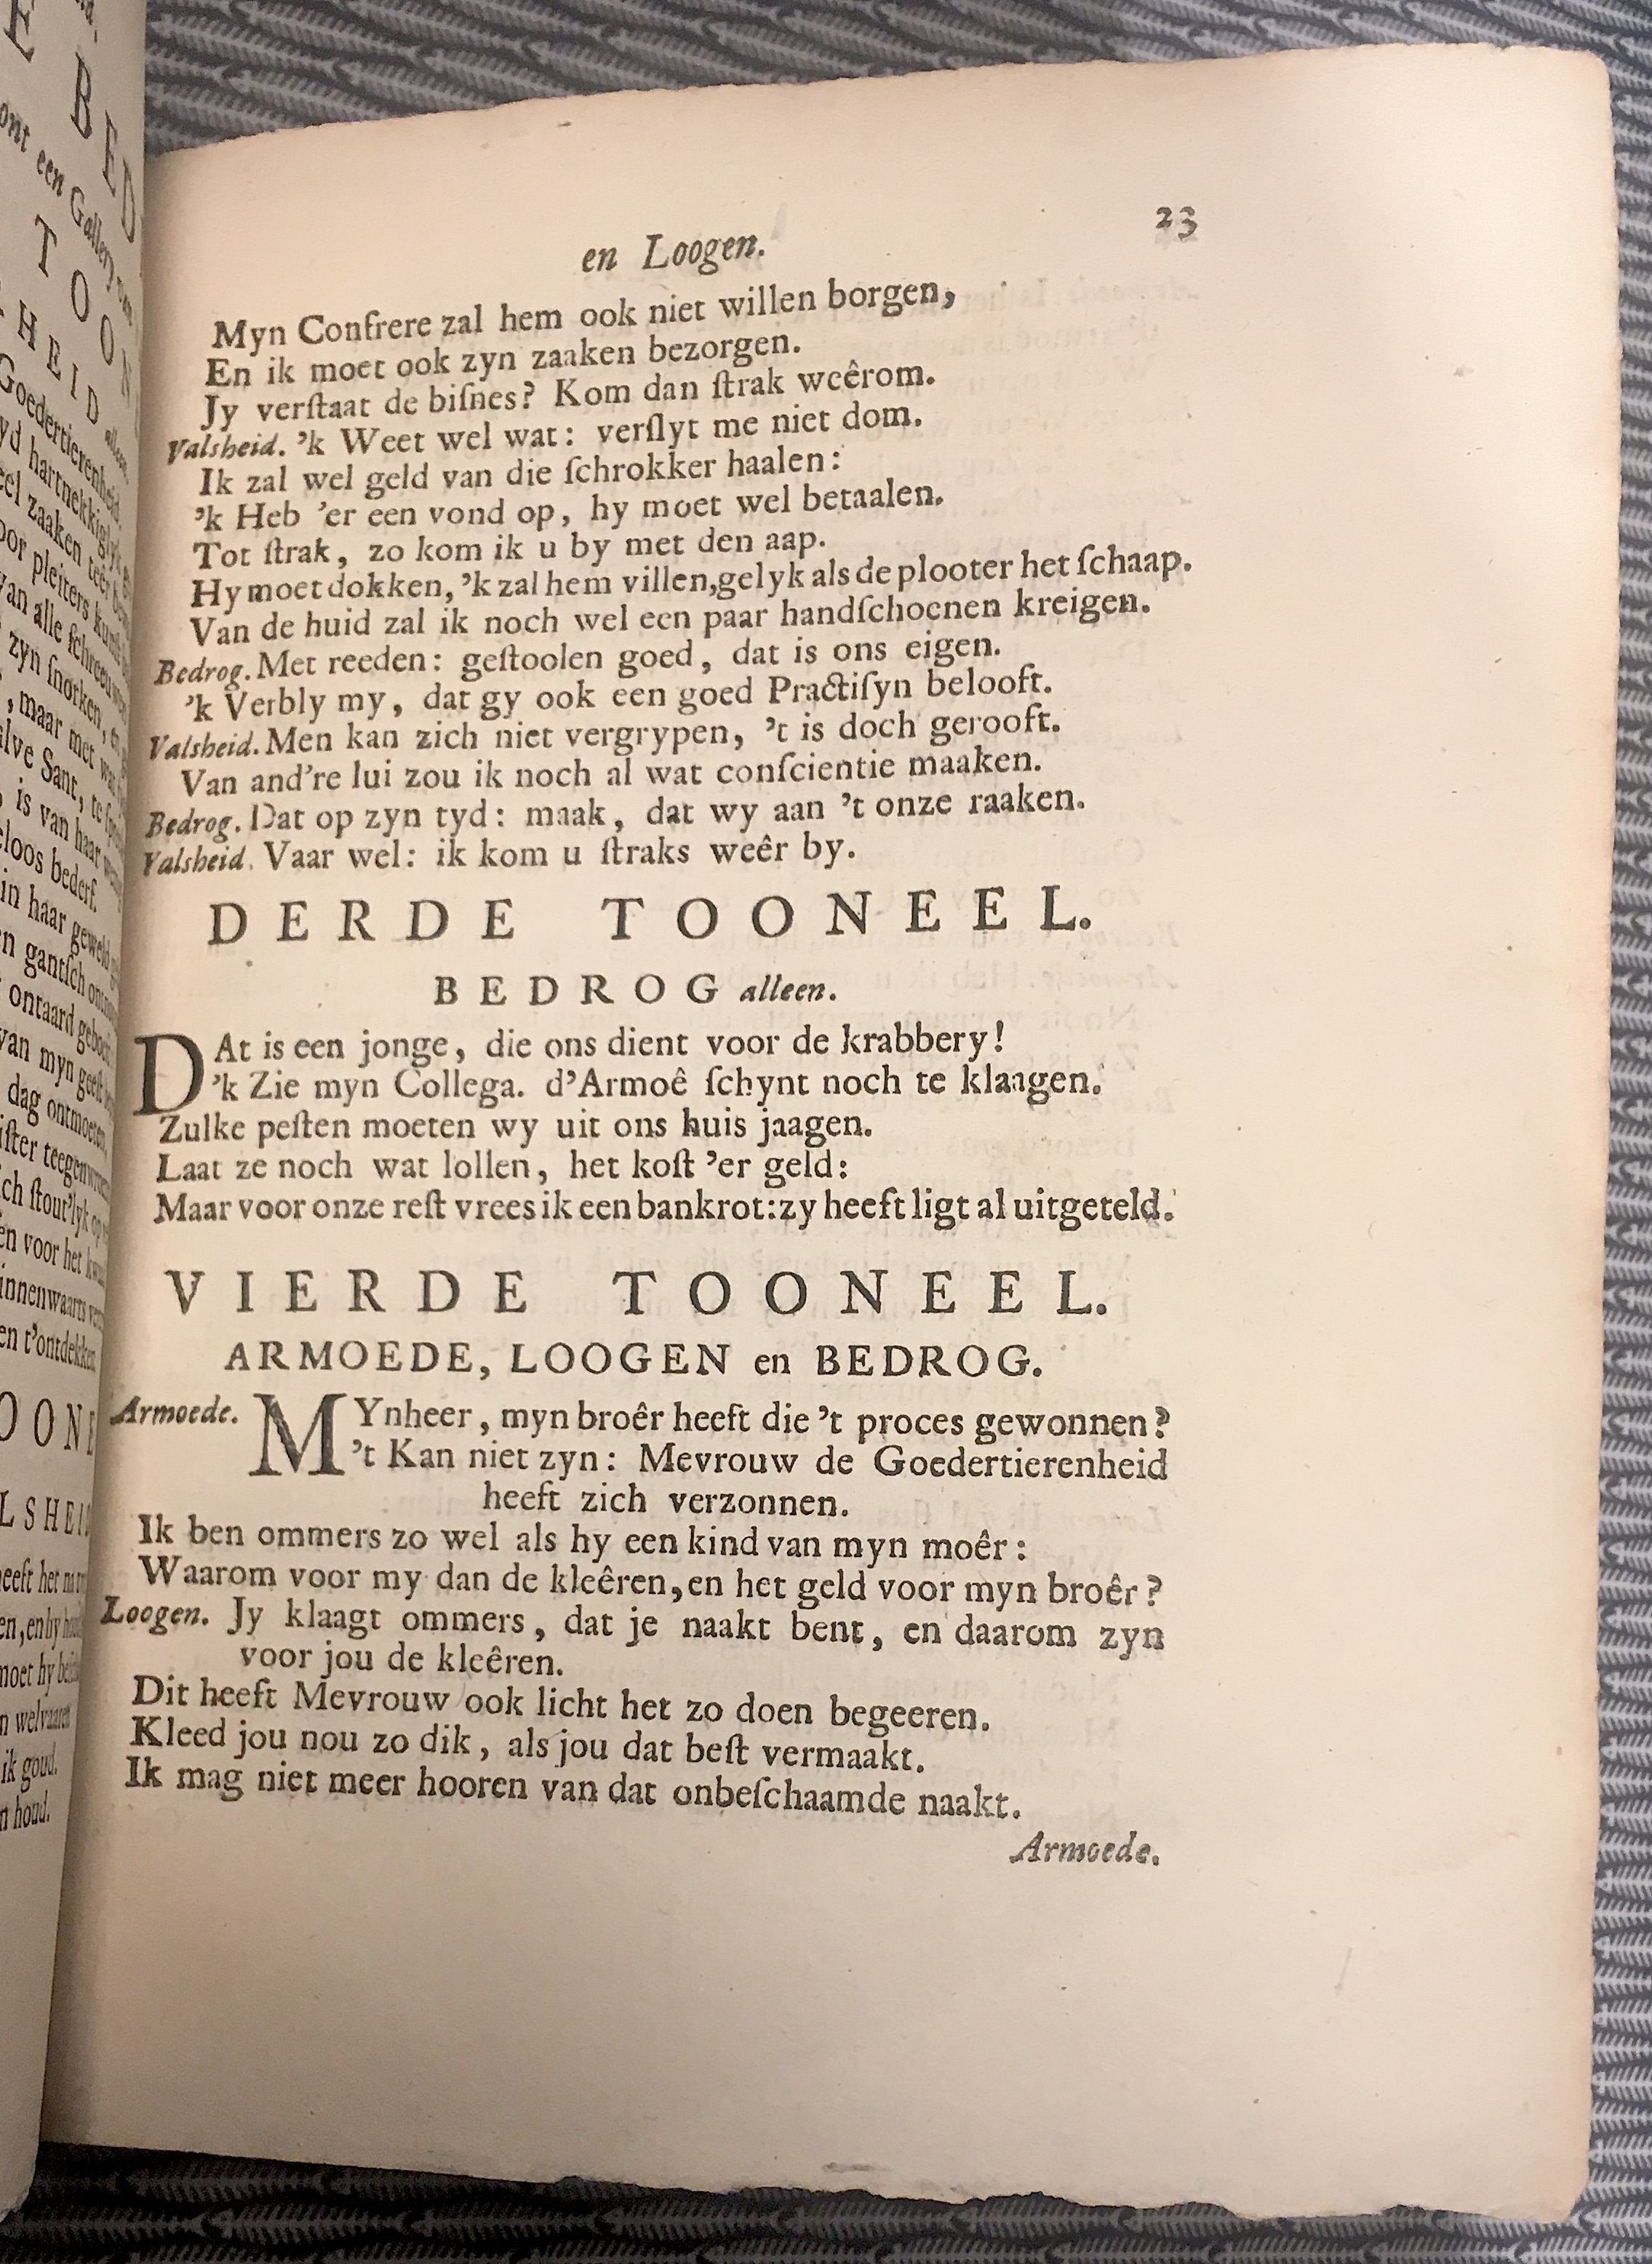 23
en Loogen.
Myn Confrere zal hem ook niet willen borgen,
En ik moet ook zyn zaaken bezorgen.
Jy verſtaat de biſnes? Kom dan ſtrak weêrom.
Valsheid. ’k Weet wel wat: verſlyt me niet dom.
Ik zal wel geld van die ſchrokker haalen:
’k Heb ’er een vond op, hy moet wel betaalen.
Tot ſtrak, zo kom ik u by met den aap.
Hy moet dokken, ’k zal hem villen, gelyk als de plooter het ſchaap.
Van de huid zal ik noch wel een paar handſchoenen kreigen.
Bedrog. Met reeden: geſtoolen goed, dat is ons eigen.
’k Verbly my, dat gy ook een goed Practiſyn belooft.
Valsheid. Men kan zich niet vergrypen, ’t is doch gerooft.
Van and’re lui zou ik noch al wat conſcientie maaken.
Bedrog. Dat op zyn tyd: maak, dat wy aan ’t onze raaken.
Valsheid. Vaar wel: ik kom u ſtraks weêr by.
DERDE TOONEEL.
BEDROG alleen.
DAt is een jonge, die ons dient voor de krabbery!
’k Zie myn Collega. d’Armoê ſchynt noch te klaagen.
Zulke peſten moeten wy uit ons huis jaagen.
Laat ze noch wat lollen, het koſt ’er geld:
Maar voor onze reſt vrees ik een bankrot: zy heeft ligt al uitgeteld.
VIERDE TOONEEL.
ARMOEDE, LOOGEN en BEDROG.
Armoede. MYnheer, myn broêr heeft die ’t proces gewonnen?
’t Kan niet zyn: Mevrouw de Goedertierenheid
heeft zich verzonnen.
Ik ben ommers zo wel als hy een kind van myn moêr:
Waarom voor my dan de kleêren, en het geld voor myn broêr?
Loogen. Jy klaagt ommers, dat je naakt bent, en daarom zyn
voor jou de kleêren.
Dit heeft Mevrouw ook licht het zo doen begeeren.
Kleed jou nou zo dik, als jou dat beſt vermaakt.
Ik mag niet meer hooren van dat onbeſchaamde naakt.
Armoede.